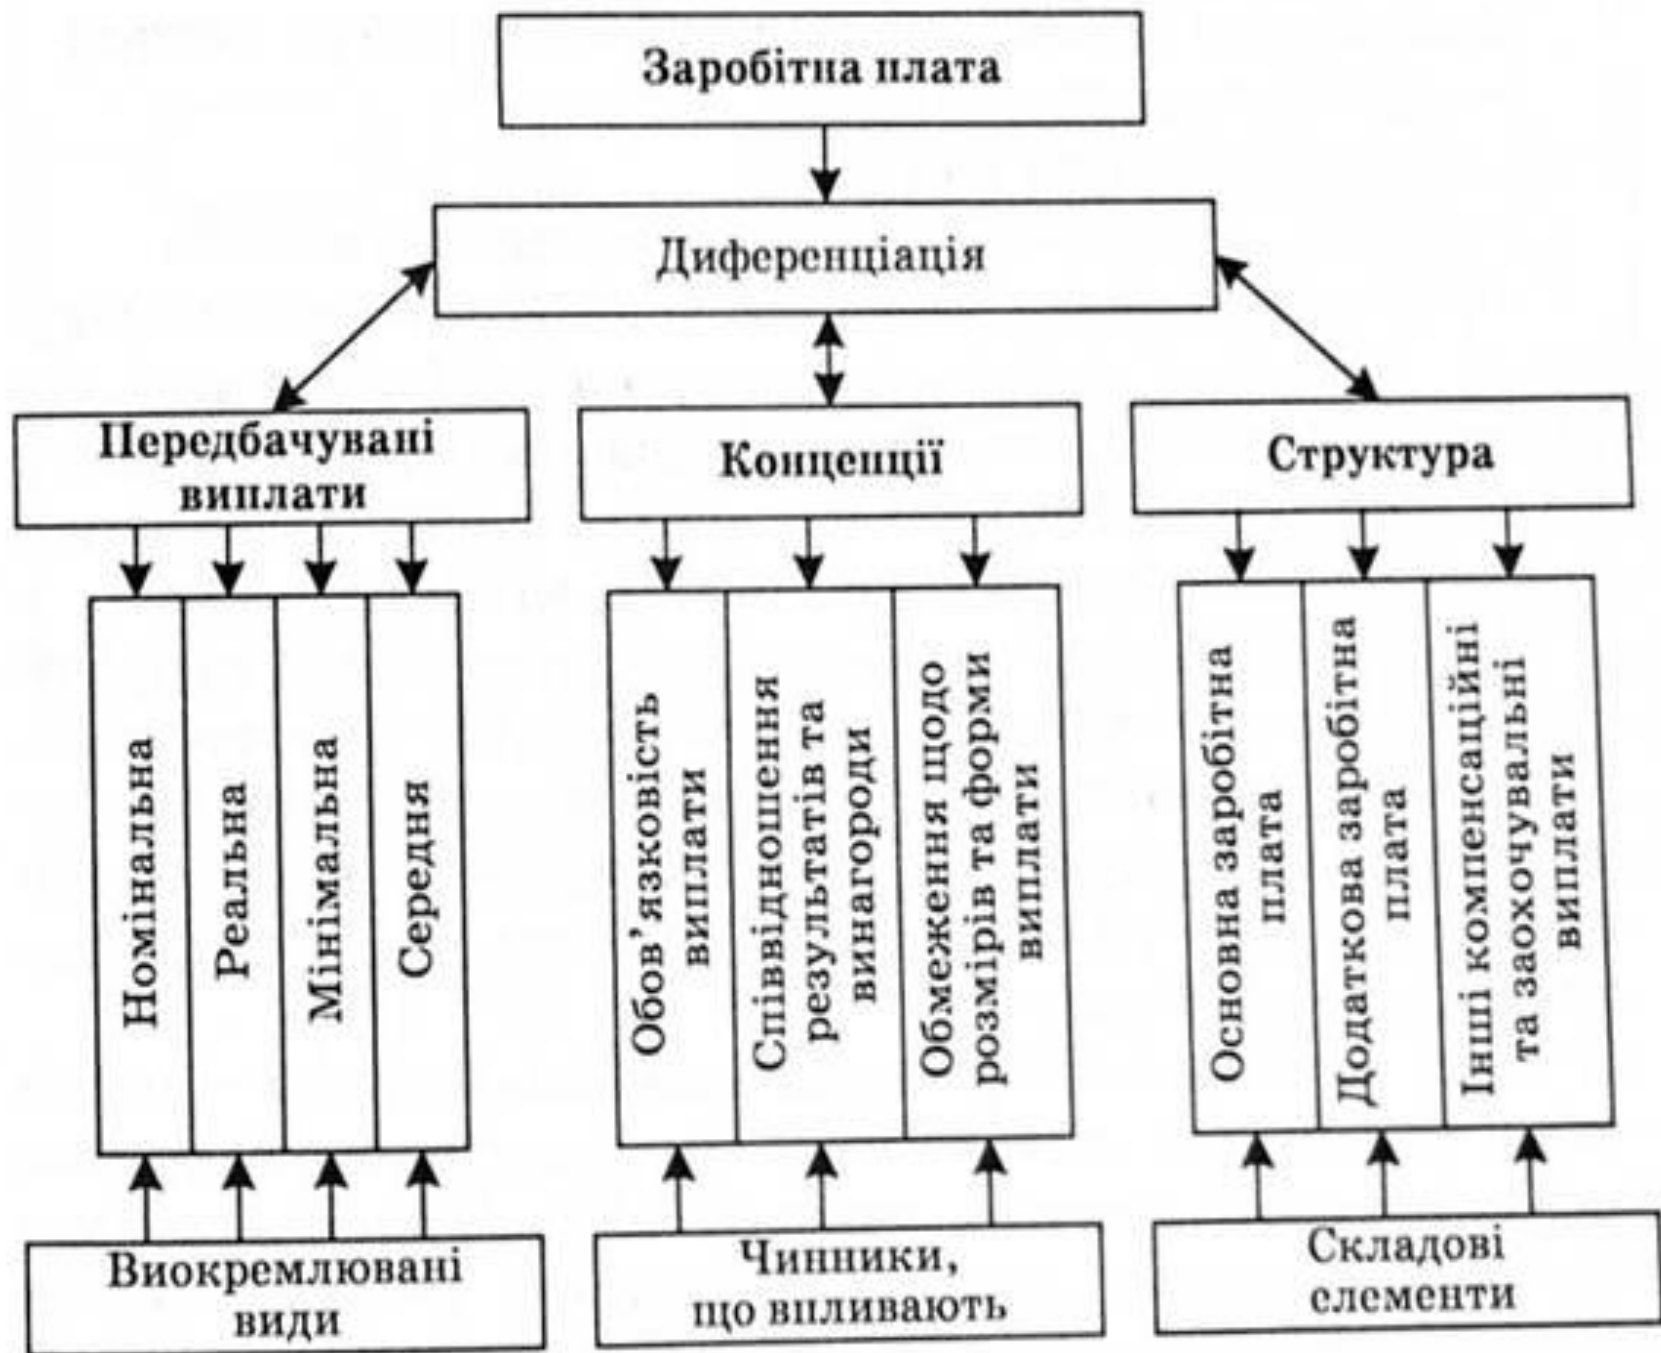 Заробітна плата
Диференціація
Передбачувані
виплати
Концепції
Структура
Номінальна
Реальна
Мінімальна
Середня
Обов’язковість
виплати
Співвідношення
результатів та
винагороди
Обмеження щодо
розмірів та форми
виплати
Основна заробітна
плата
Додаткова заробітна
плата
Інші компенсаційні
та заохочувальні
виплати
Виокремлювані
види
Чинники,
що впливають
Складові
елементи